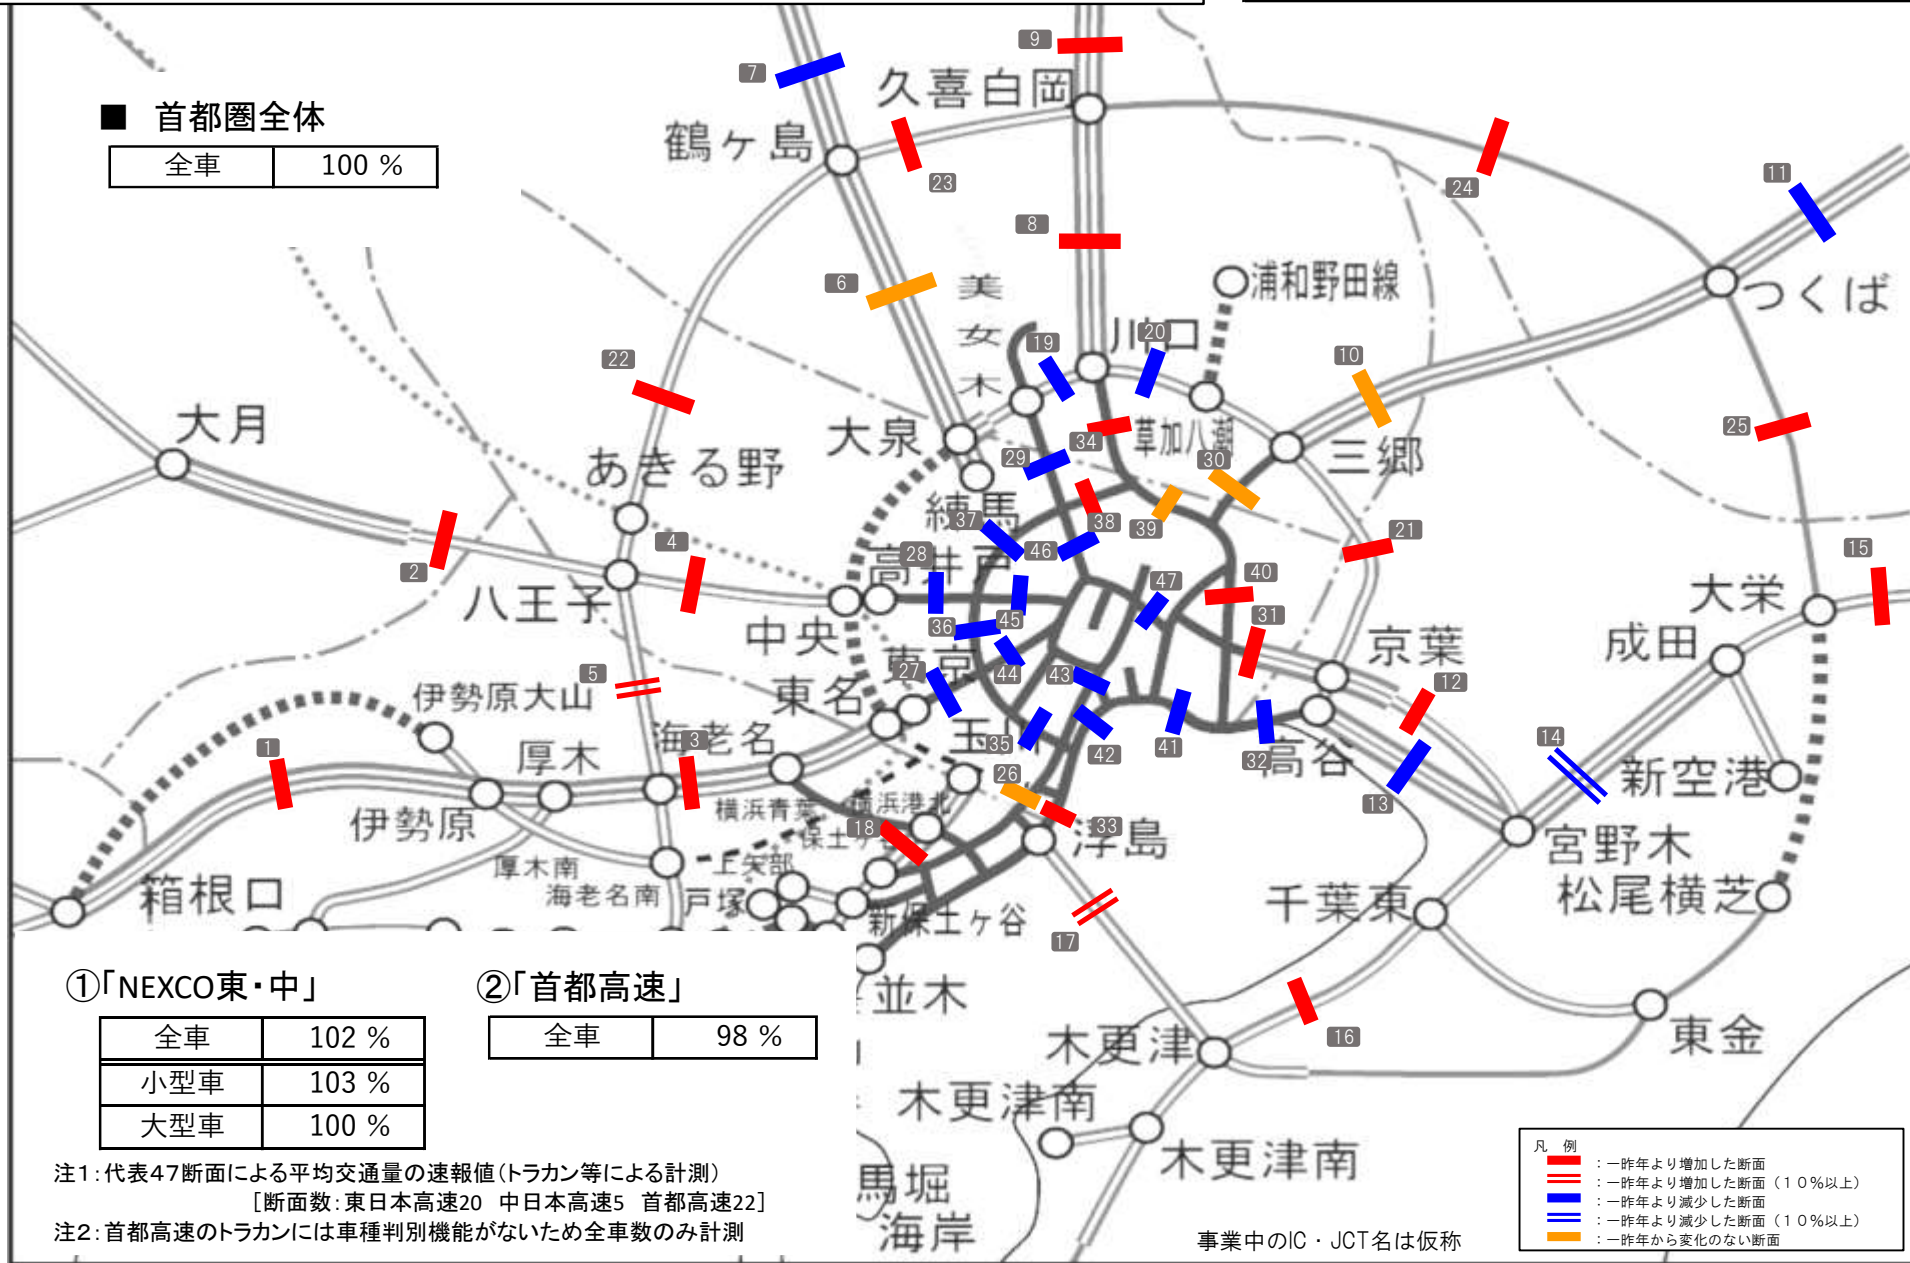 ■ 首都圏全体
全車 100 %
9
7
久喜白岡
鶴ヶ島
23
24
11
8
6
美女木
浦和野田線
つくば
19
川口
20
10
22
大月
大泉
34
草加八潮
25
あきる野
29
30
三郷
練馬
37
38
39
21
2
4
28
高井戸
46
47
40
15
八王子
中央
36
45
31
大栄
京葉
成田
5
伊勢原大山
27
東京
44
43
12
東名
玉川
1
厚木
海老名
3
35
42
41
32
高谷
14
新空港
26
13
伊勢原
横浜青葉
横浜港北
18
保土ヶ谷
33
浮島
宮野木
厚木南
上矢部
箱根口
海老名南
戸塚
新保土ヶ谷
17
千葉東
松尾横芝
並木
16
東金
木更津
木更津南
木更津南
馬堀
海岸
①「NEXCO東・中」
全車 102 %
小型車 103 %
大型車 100 %
②「首都高速」
全車 98 %
注1:代表47断面による平均交通量の速報値(トラカン等による計測)
[断面数:東日本高速20 中日本高速5 首都高速22]
注2:首都高速のトラカンには車種判別機能がないため全車数のみ計測
事業中のIC・JCT名は仮称
凡 例
:一昨年より増加した断面
:一昨年より増加した断面(10%以上)
:一昨年より減少した断面
:一昨年より減少した断面(10%以上)
:一昨年から変化のない断面